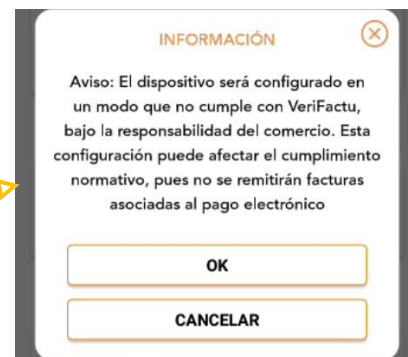 INFORMACIÓN
Aviso: El dispositivo será configurado en
un modo que no cumple con VeriFactu,
bajo la responsabilidad del comercio. Esta
configuración puede afectar el cumplimiento
normativo, pues no se remitirán facturas
asociadas al pago electrónico
OK
CANCELAR